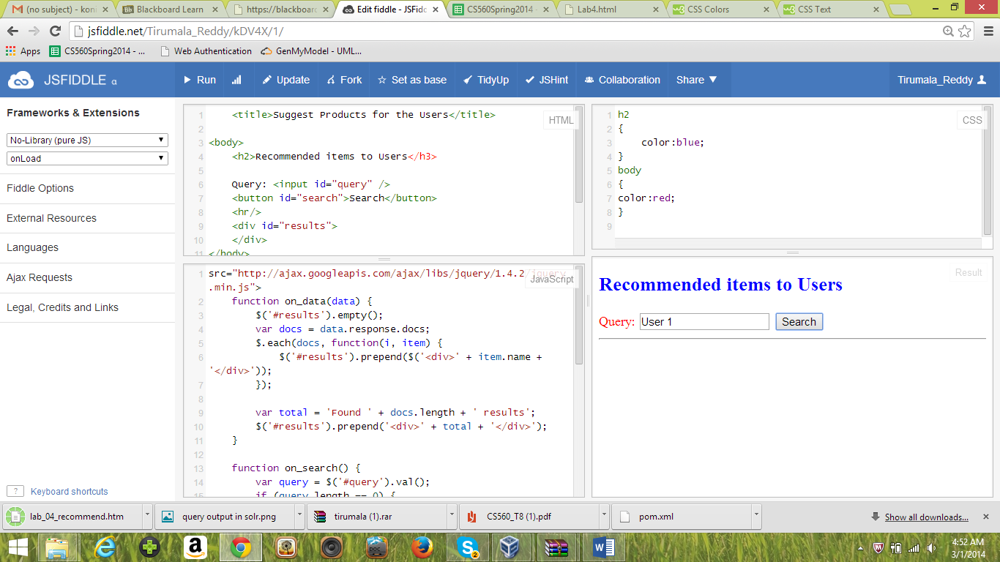 (no subject) - koni
Blackboard Learn
https://blackboard
Edit fiddle - JSFidd
CS560Spring2014 -
Lab4.html
CSS Colors
CSS Text
jsfiddle.net/Tirumala_Reddy/kDV4X/1/
Apps
CS560Spring2014 - ...
Web Authentication
GenMyModel - UML...
JSFIDDLE α
Run
Update
Fork
Set as base
TidyUp
JSHint
Collaboration
Share
Tirumala_Reddy
Frameworks & Extensions
No-Library (pure JS)
onLoad
Fiddle Options
External Resources
Languages
Ajax Requests
Legal, Credits and Links
? Keyboard shortcuts
HTML
1 <title>Suggest Products for the Users</title>
2
3 <body>
4 <h2>Recommended items to Users</h3>
5
6 Query: <input id="query" />
7 <button id="search">Search</button>
8 <hr/>
9 <div id="results">
10 </div>
11 </body>
JavaScript
1 src="http://ajax.googleapis.com/ajax/libs/jquery/1.4.2/jquery
.min.js">
2 function on_data(data) {
3 $('#results').empty();
4 var docs = data.response.docs;
5 $.each(docs, function(i, item) {
6 $('#results').prepend($('<div>' + item.name +
'</div>'));
7 });
8
9 var total = 'Found ' + docs.length + ' results';
10 $('#results').prepend('<div>' + total + '</div>');
11 }
12
13 function on_search() {
14 var query = $('#query').val();
15 if (query.length == 0) {
CSS
1 h2
2 {
3 color:blue;
4 }
5 body
6 {
7 color:red;
8 }
9
Result
Recommended items to Users
Query: User 1 Search
lab_04_recommend.htm
query output in solr.png
tirumala (1).rar
CS560_T8 (1).pdf
pom.xml
Show all downloads...
4:52 AM
3/1/2014